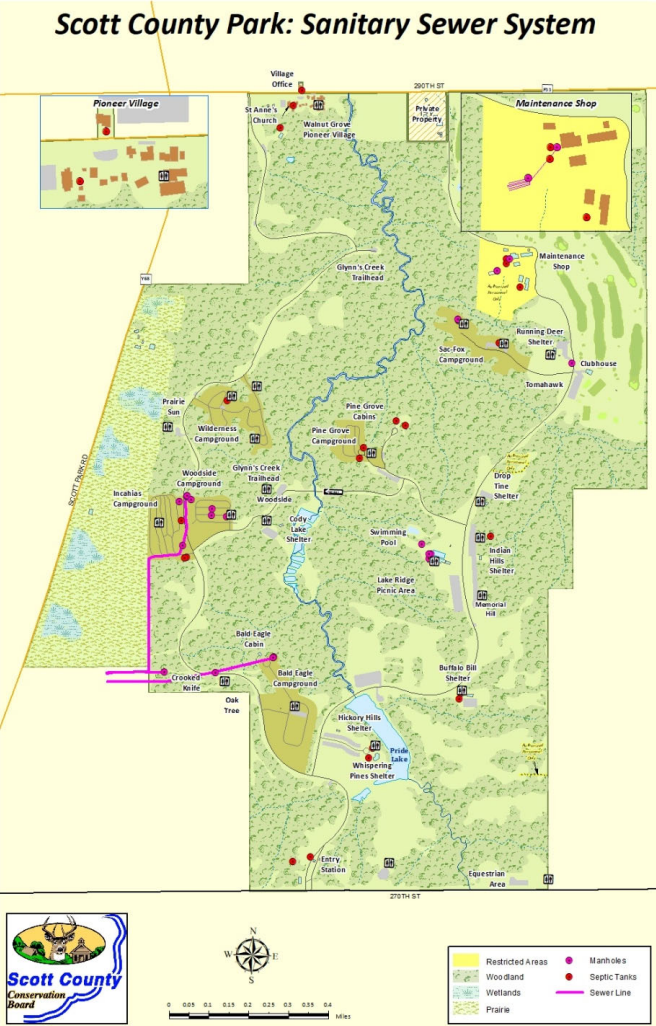 Scott County Park: Sanitary Sewer System
Village
Office
290TH ST
F33
Pioneer Village
St Anne's
Church
Walnut Grove
Pioneer Village
Private
Property
Maintenance Shop
Glynn's Creek
Trailhead
Y68
Maintenance
Shop
Running Deer
Shelter
Sac-Fox
Campground
Clubhouse
Tomahawk
Prairie
Sun
Wilderness
Campground
Pine Grove
Cabins
Pine Grove
Campground
SCOTT PARK RD
Woodside
Campground
Glynn's Creek
Trailhead
Woodside
Incahias
Campground
Drop
Tine
Shelter
Cody
Lake
Shelter
Swimming
Pool
Indian
Hills
Shelter
Lake Ridge
Picnic Area
Memorial
Hill
Bald Eagle
Cabin
Bald Eagle
Campground
Crooked
Knife
Oak
Tree
Buffalo Bill
Shelter
Hickory Hills
Shelter
Pride
Lake
Whispering
Pines Shelter
Entry
Station
Equestrian
Area
270TH ST
Scott County
Conservation
Board
N
W
E
S
0 0.05 0.1 0.2 0.25 0.3 0.4
Miles
Restricted Areas
Woodland
Wetlands
Prairie
Manholes
Septic Tanks
Sewer Line